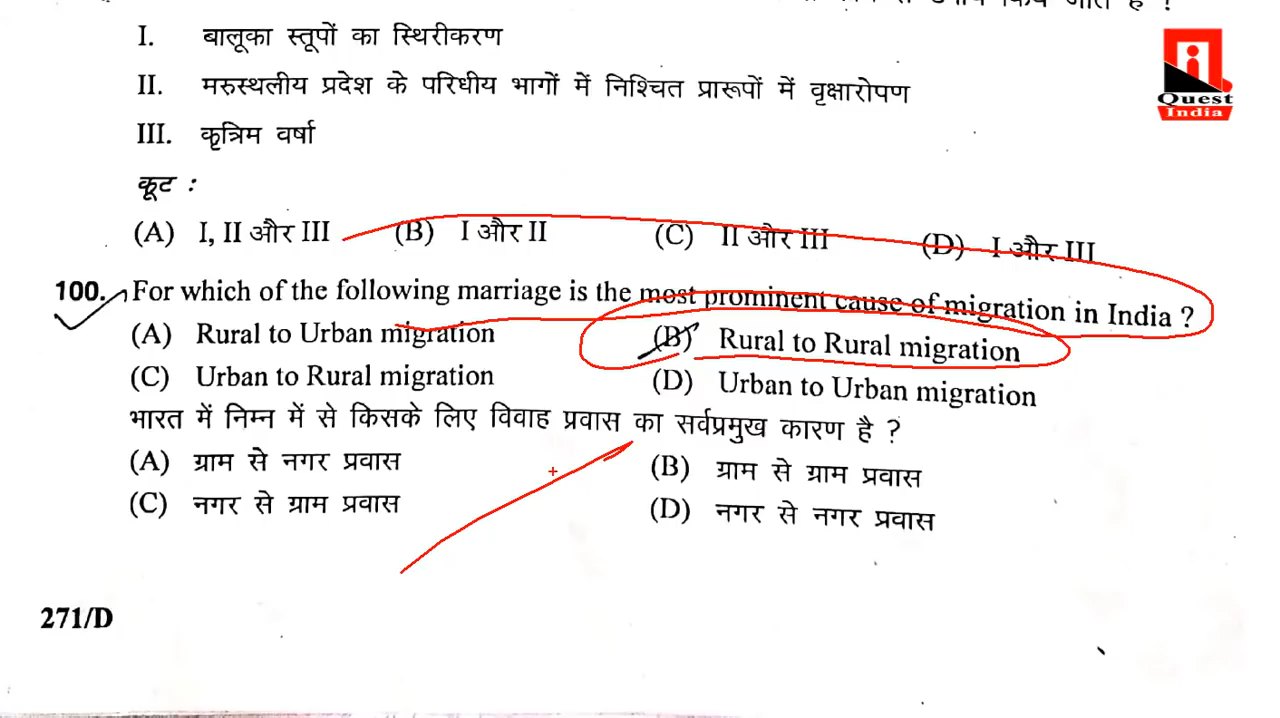 I. बालूका स्तूपों का स्थिरीकरण
Quest
India
II. मरुस्थलीय प्रदेश के परिधीय भागों में निश्चित प्रारूपों में वृक्षारोपण
III. कृत्रिम वर्षा
कूट :
(A) I, II और III (B) I और II (C) II और III (D) I और III
100. For which of the following marriage is the most prominent cause of migration in India ?
(A) Rural to Urban migration (B) Rural to Rural migration
(C) Urban to Rural migration (D) Urban to Urban migration
भारत में निम्न में से किसके लिए विवाह प्रवास का सर्वप्रमुख कारण है ?
(A) ग्राम से नगर प्रवास (B) ग्राम से ग्राम प्रवास
(C) नगर से ग्राम प्रवास (D) नगर से नगर प्रवास
271/D